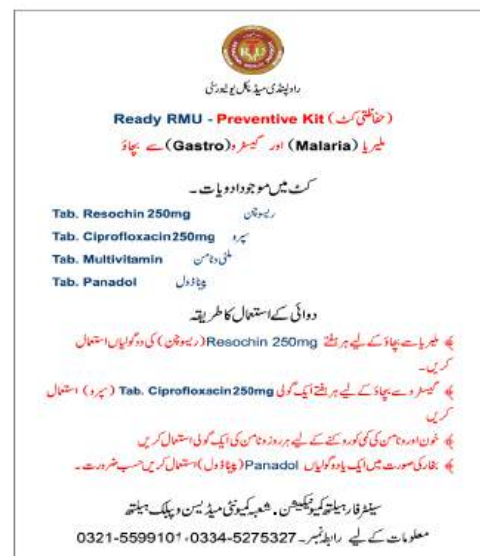 RMU
راولپنڈی میڈیکل یونیورسٹی
Ready RMU - Preventive Kit (حفاظتی کٹ)
ملیریا (Malaria) اور گیسٹرو (Gastro) سے بچاؤ
کٹ میں موجود ادویات ۔
Tab. Resochin 250mg ریسوچن
Tab. Ciprofloxacin 250mg سپرو
Tab. Multivitamin ملٹی وٹامن
Tab. Panadol پیناڈول
دوائی کے استعمال کا طریقہ
ملیریا سے بچاؤ کے لیے ہر ہفتے Resochin 250mg (ریسوچن) کی دو گولیاں استعمال
کریں۔
گیسٹرو سے بچاؤ کے لیے ہر ہفتے ایک گولی Tab. Ciprofloxacin 250mg (سپرو) استعمال
کریں
خون اور وٹامن کی کمی کو روکنے کے لیے ہر روز وٹامن کی ایک گولی استعمال کریں
بخار کی صورت میں ایک یا دو گولیاں Panadol (پیناڈول) استعمال کریں حسب ضرورت ۔
سینٹر فار ہیلتھ کمیونیکیشن ۔ شعبہ کمیونٹی میڈیسن و پبلک ہیلتھ
معلومات کے لیے رابطہ نمبر ۔ 0334-5275327، 0321-5599101